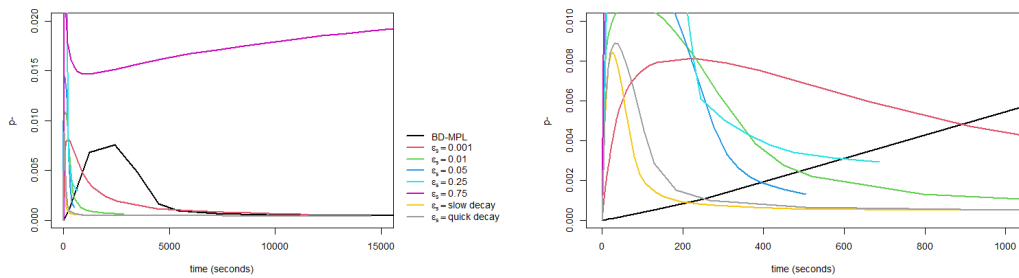 0.020
0.015
0.010
0.005
0.000
p-
0 5000 10000 15000
time (seconds)
BD-MPL
εs = 0.001
εs = 0.01
εs = 0.05
εs = 0.25
εs = 0.75
εs = slow decay
εs = quick decay
0.010
0.008
0.006
0.004
0.002
0.000
p-
0 200 400 600 800 1000
time (seconds)